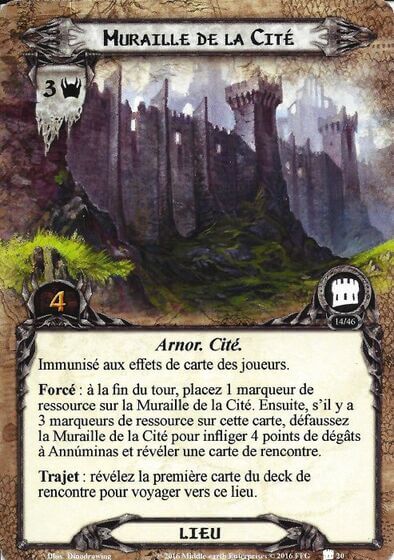 MURAILLE DE LA CITÉ
3
4
14/46
Arnor. Cité.
Immunisé aux effets de carte des joueurs.
Forcé : à la fin du tour, placez 1 marqueur de
ressource sur la Muraille de la Cité. Ensuite, s'il y a
3 marqueurs de ressource sur cette carte, défaussez
la Muraille de la Cité pour infliger 4 points de dégâts
à Annúminas et révéler une carte de rencontre.
Trajet : révélez la première carte du deck de
rencontre pour voyager vers ce lieu.
LIEU
Illus. Dinodrawing
© 2016 Middle-earth Enterprises © 2016 FFG
20